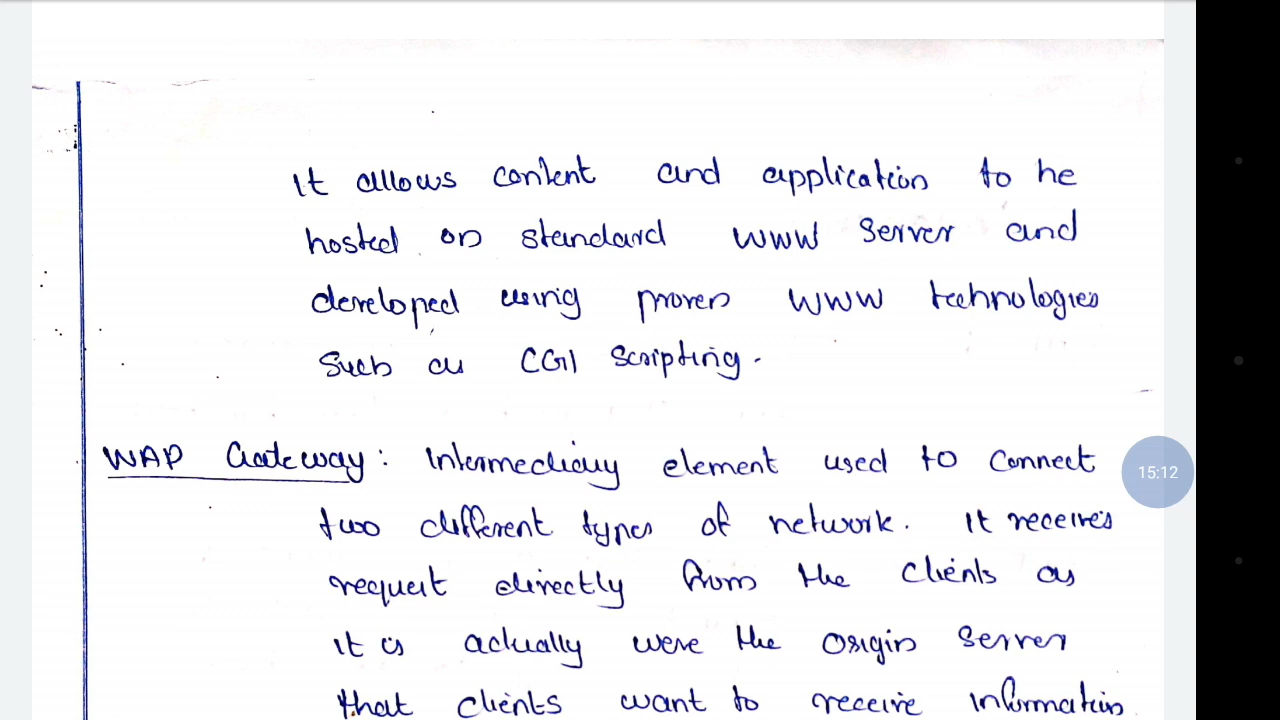 It allows content and application to be
hosted on standard WWW Server and
developed using proven WWW technologies
Such as CGI Scripting.
WAP Gateway: Intermediary element used to connect
two different types of network. It receives
request directly from the clients as
it is actually were the origin server
that clients want to receive information
15:12